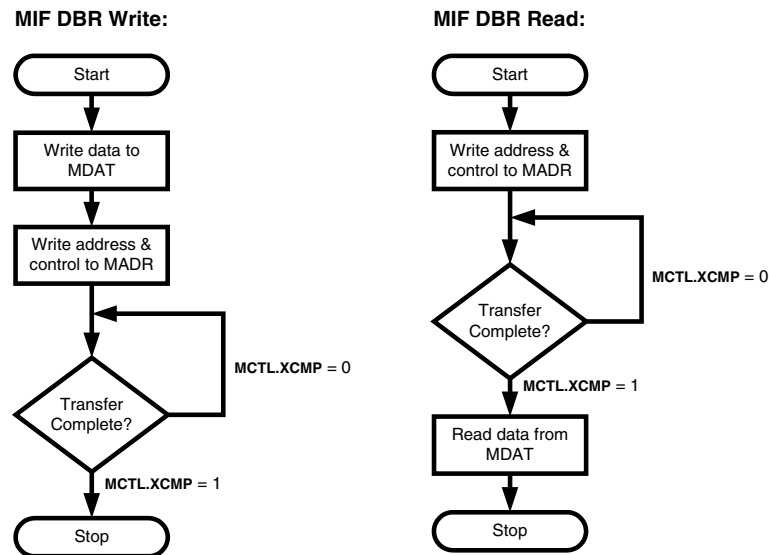 MIF DBR Write:
Start
Write data to
MDAT
Write address &
control to MADR
MCTL.XCMP = 0
Transfer
Complete?
MCTL.XCMP = 1
Stop
MIF DBR Read:
Start
Write address &
control to MADR
MCTL.XCMP = 0
Transfer
Complete?
MCTL.XCMP = 1
Read data from
MDAT
Stop